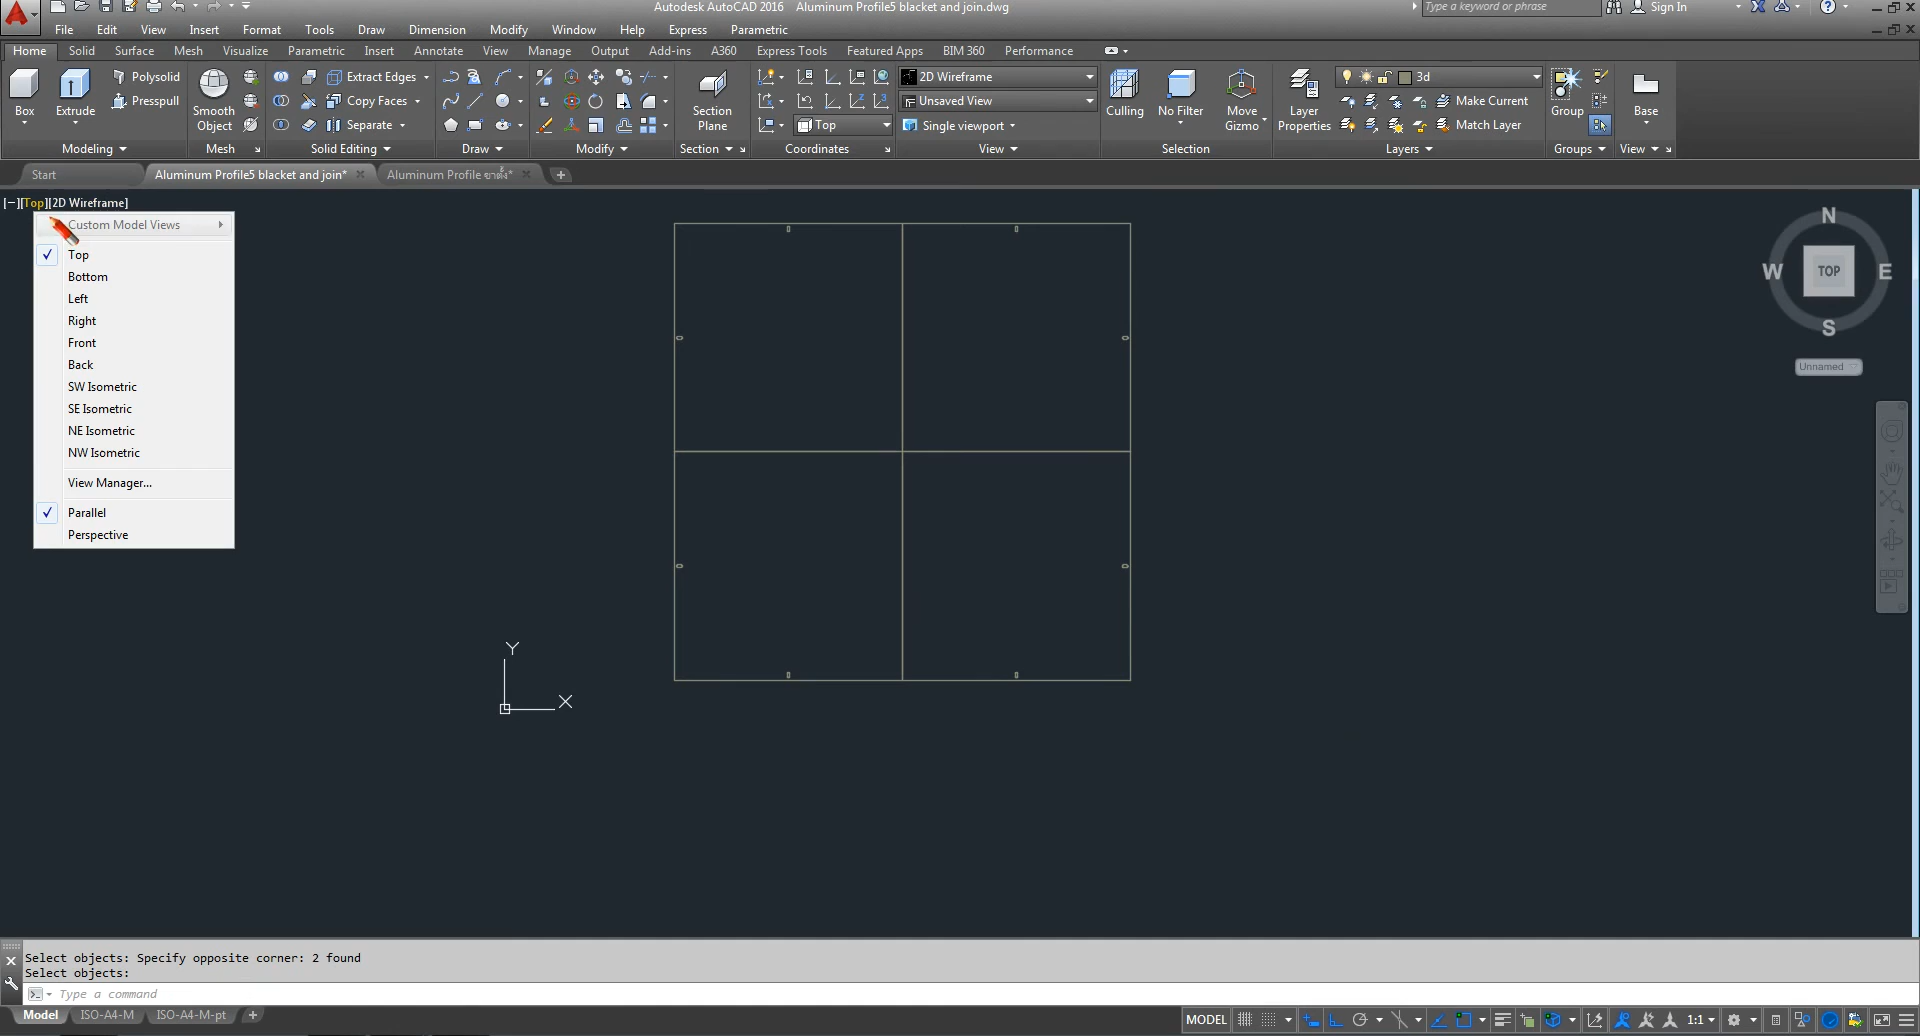 Autodesk AutoCAD 2016 Aluminum Profile5 blacket and join.dwg
Type a keyword or phrase
Sign In
File Edit View Insert Format Tools Draw Dimension Modify Window Help Express Parametric
Home Solid Surface Mesh Visualize Parametric Insert Annotate View Manage Output Add-ins A360 Express Tools Featured Apps BIM 360 Performance
Polysolid Extract Edges 2D Wireframe 3d
Presspull Copy Faces Unsaved View Make Current
Box Extrude Smooth Object Separate Section Plane Top Single viewport Culling No Filter Move Gizmo Layer Properties Match Layer Group Base
Modeling Mesh Solid Editing Draw Modify Section Coordinates View Selection Layers Groups View
Start Aluminum Profile5 blacket and join* Aluminum Profile ขาตั้ง*
[−][Top][2D Wireframe]
Custom Model Views
Top
Bottom
Left
Right
Front
Back
SW Isometric
SE Isometric
NE Isometric
NW Isometric
View Manager...
Parallel
Perspective
N
W TOP E
S
Unnamed
Y
X
Select objects: Specify opposite corner: 2 found
Select objects:
Type a command
Model ISO-A4-M ISO-A4-M-pt
MODEL 1:1